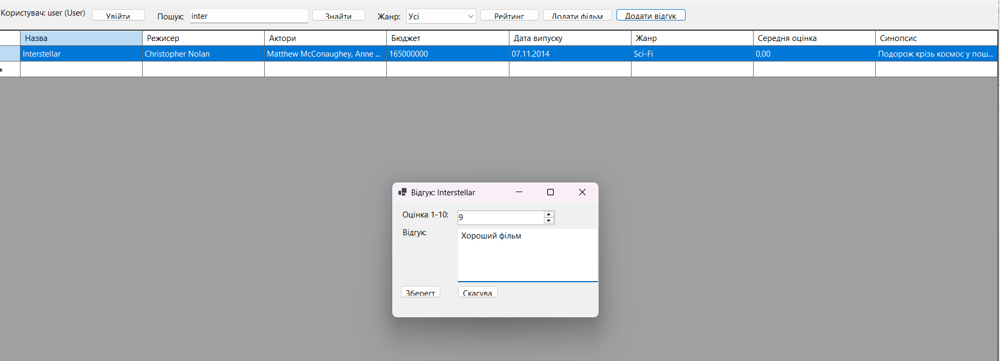 Користувач: user (User) Увійти Пошук: inter Знайти Жанр: Усі Рейтинг Додати фільм Додати відгук
Назва Режисер Актори Бюджет Дата випуску Жанр Середня оцінка Синопсис
Interstellar Christopher Nolan Matthew McConaughey, Anne ... 165000000 07.11.2014 Sci-Fi 0,00 Подорож крізь космос у пош...
Відгук: Interstellar
Оцінка 1-10: 9
Відгук: Хороший фільм
Зберегт Скасува